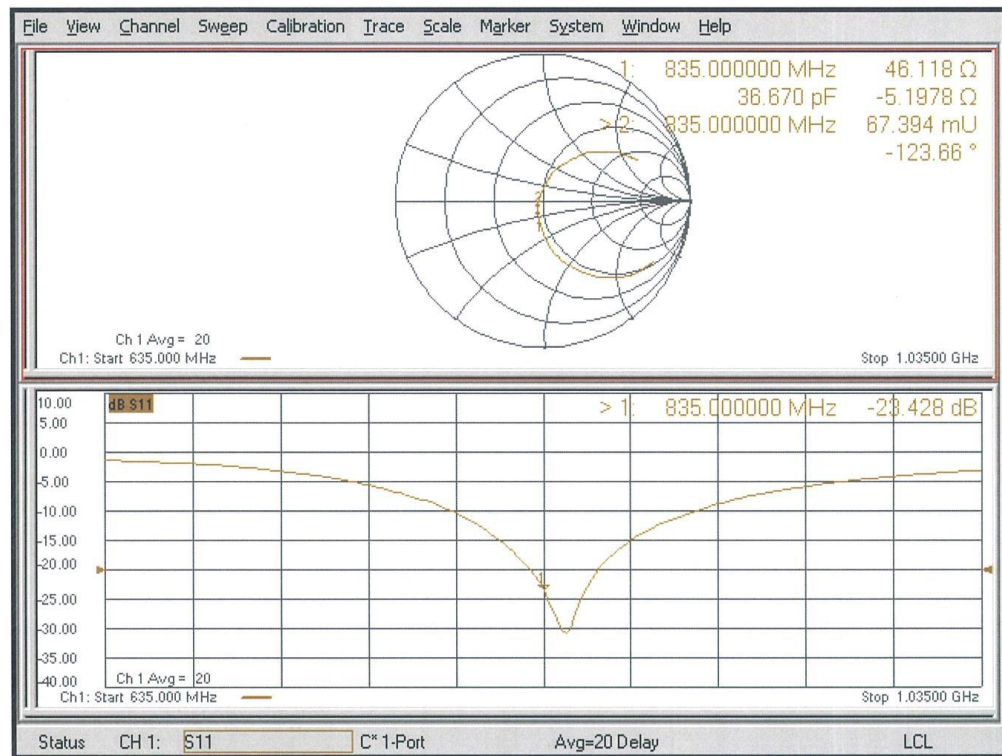 File View Channel Sweep Calibration Trace Scale Marker System Window Help
1: 835.000000 MHz 46.118 Ω
36.670 pF -5.1978 Ω
> 2: 835.000000 MHz 67.394 mU
-123.66 °
Ch 1 Avg = 20
Ch1: Start 635.000 MHz
Stop 1.03500 GHz
10.00
dB S11
> 1: 835.000000 MHz -23.428 dB
5.00
0.00
-5.00
-10.00
-15.00
-20.00
1
-25.00
-30.00
-35.00
-40.00
Ch 1 Avg = 20
Ch1: Start 635.000 MHz
Stop 1.03500 GHz
Status CH 1: S11 C* 1-Port Avg=20 Delay LCL